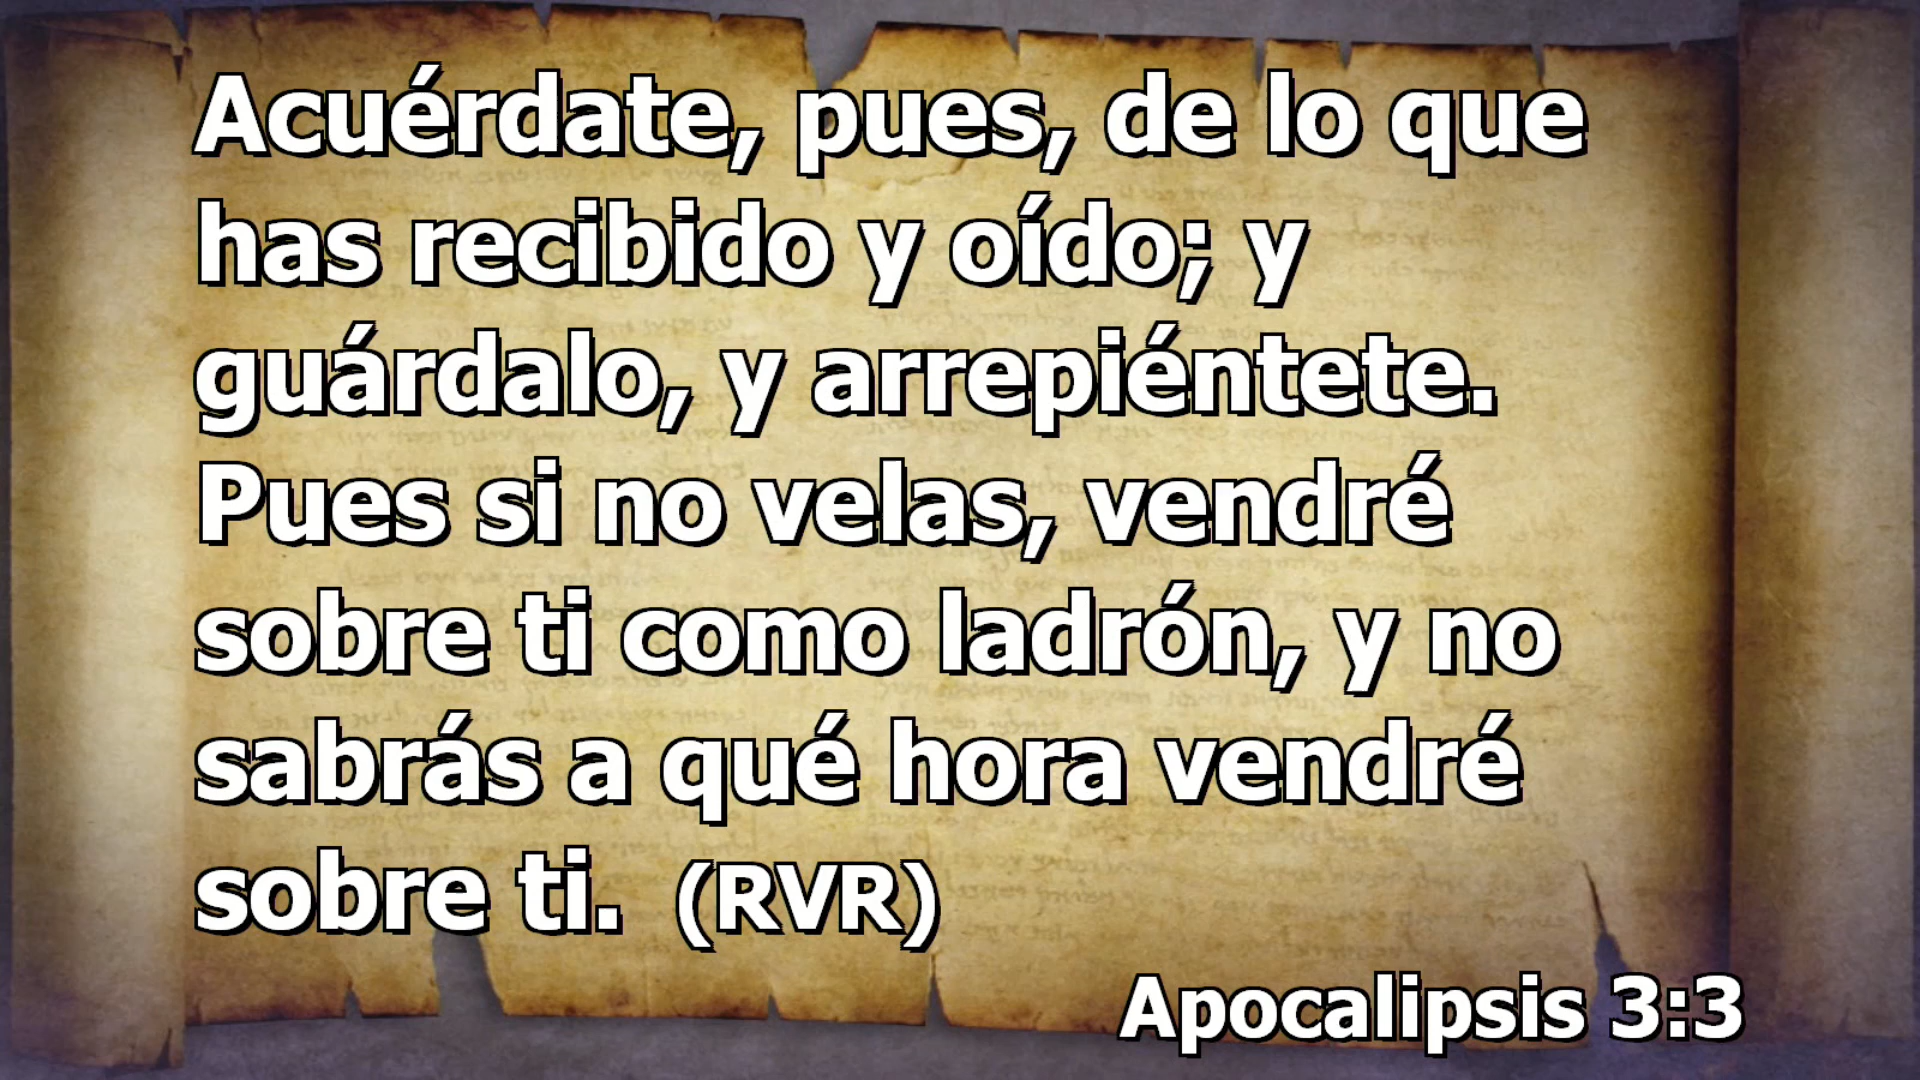 Acuérdate, pues, de lo que
has recibido y oído; y
guárdalo, y arrepiéntete.
Pues si no velas, vendré
sobre ti como ladrón, y no
sabrás a qué hora vendré
sobre ti. (RVR)
Apocalipsis 3:3